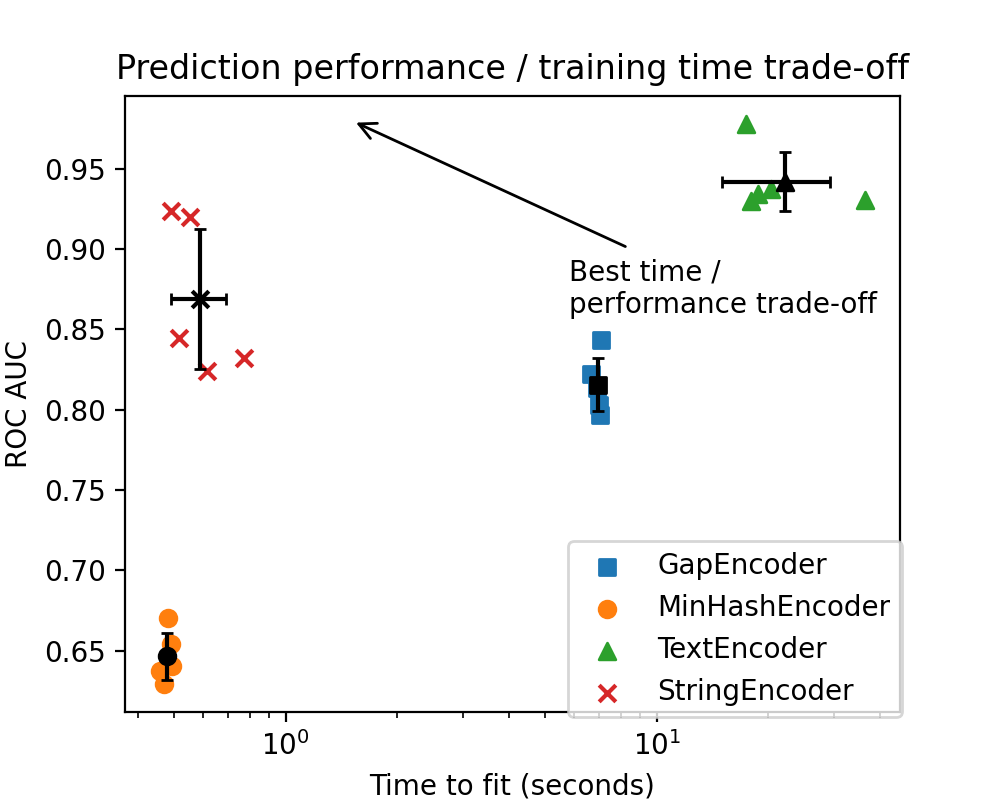 Prediction performance / training time trade-off
0.95
0.90
0.85
0.80
0.75
0.70
0.65
ROC AUC
Best time /
performance trade-off
GapEncoder
MinHashEncoder
TextEncoder
StringEncoder
10⁰
10¹
Time to fit (seconds)